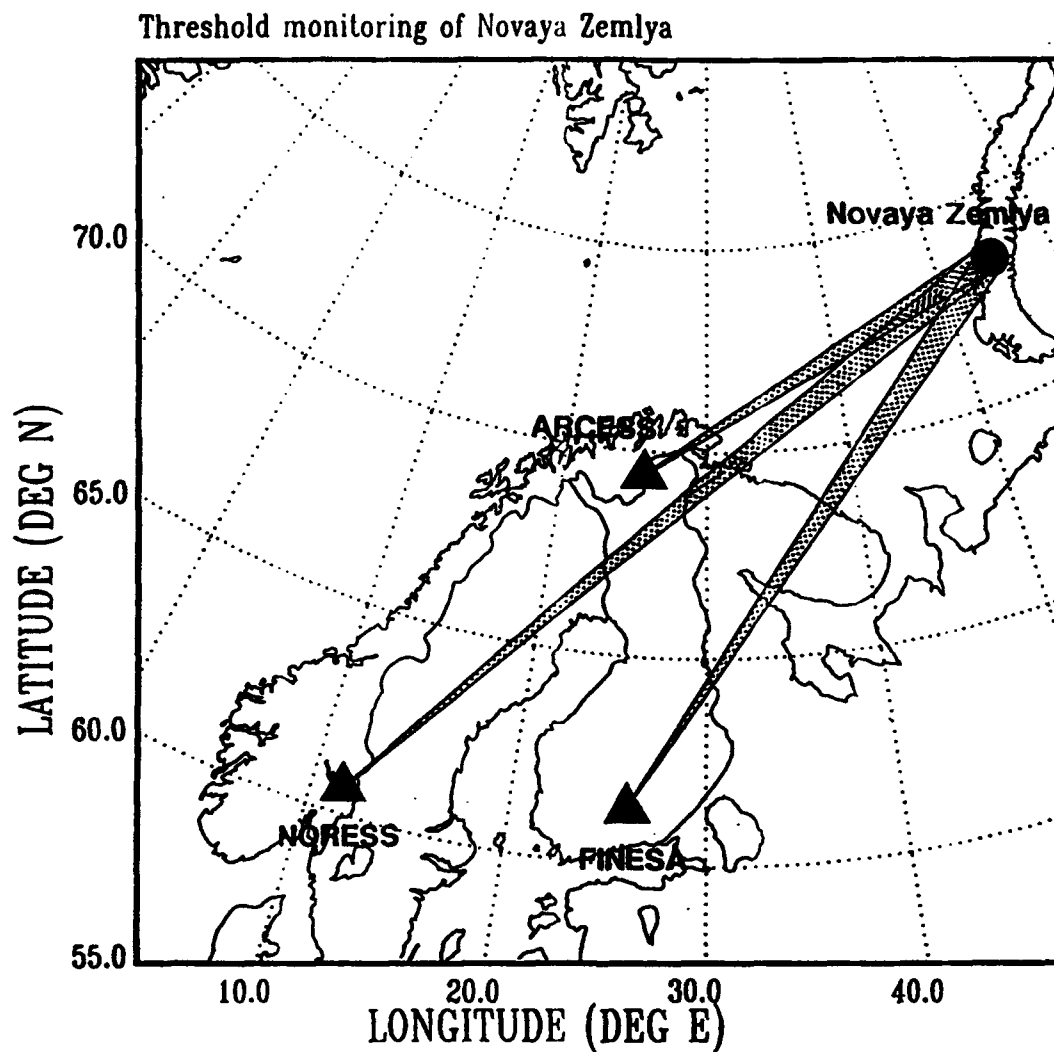 Threshold monitoring of Novaya Zemlya
Novaya Zemlya
70.0
ARCESS
65.0
LATITUDE (DEG N)
60.0
NORESS
FINESA
55.0
10.0 20.0 30.0 40.0
LONGITUDE (DEG E)